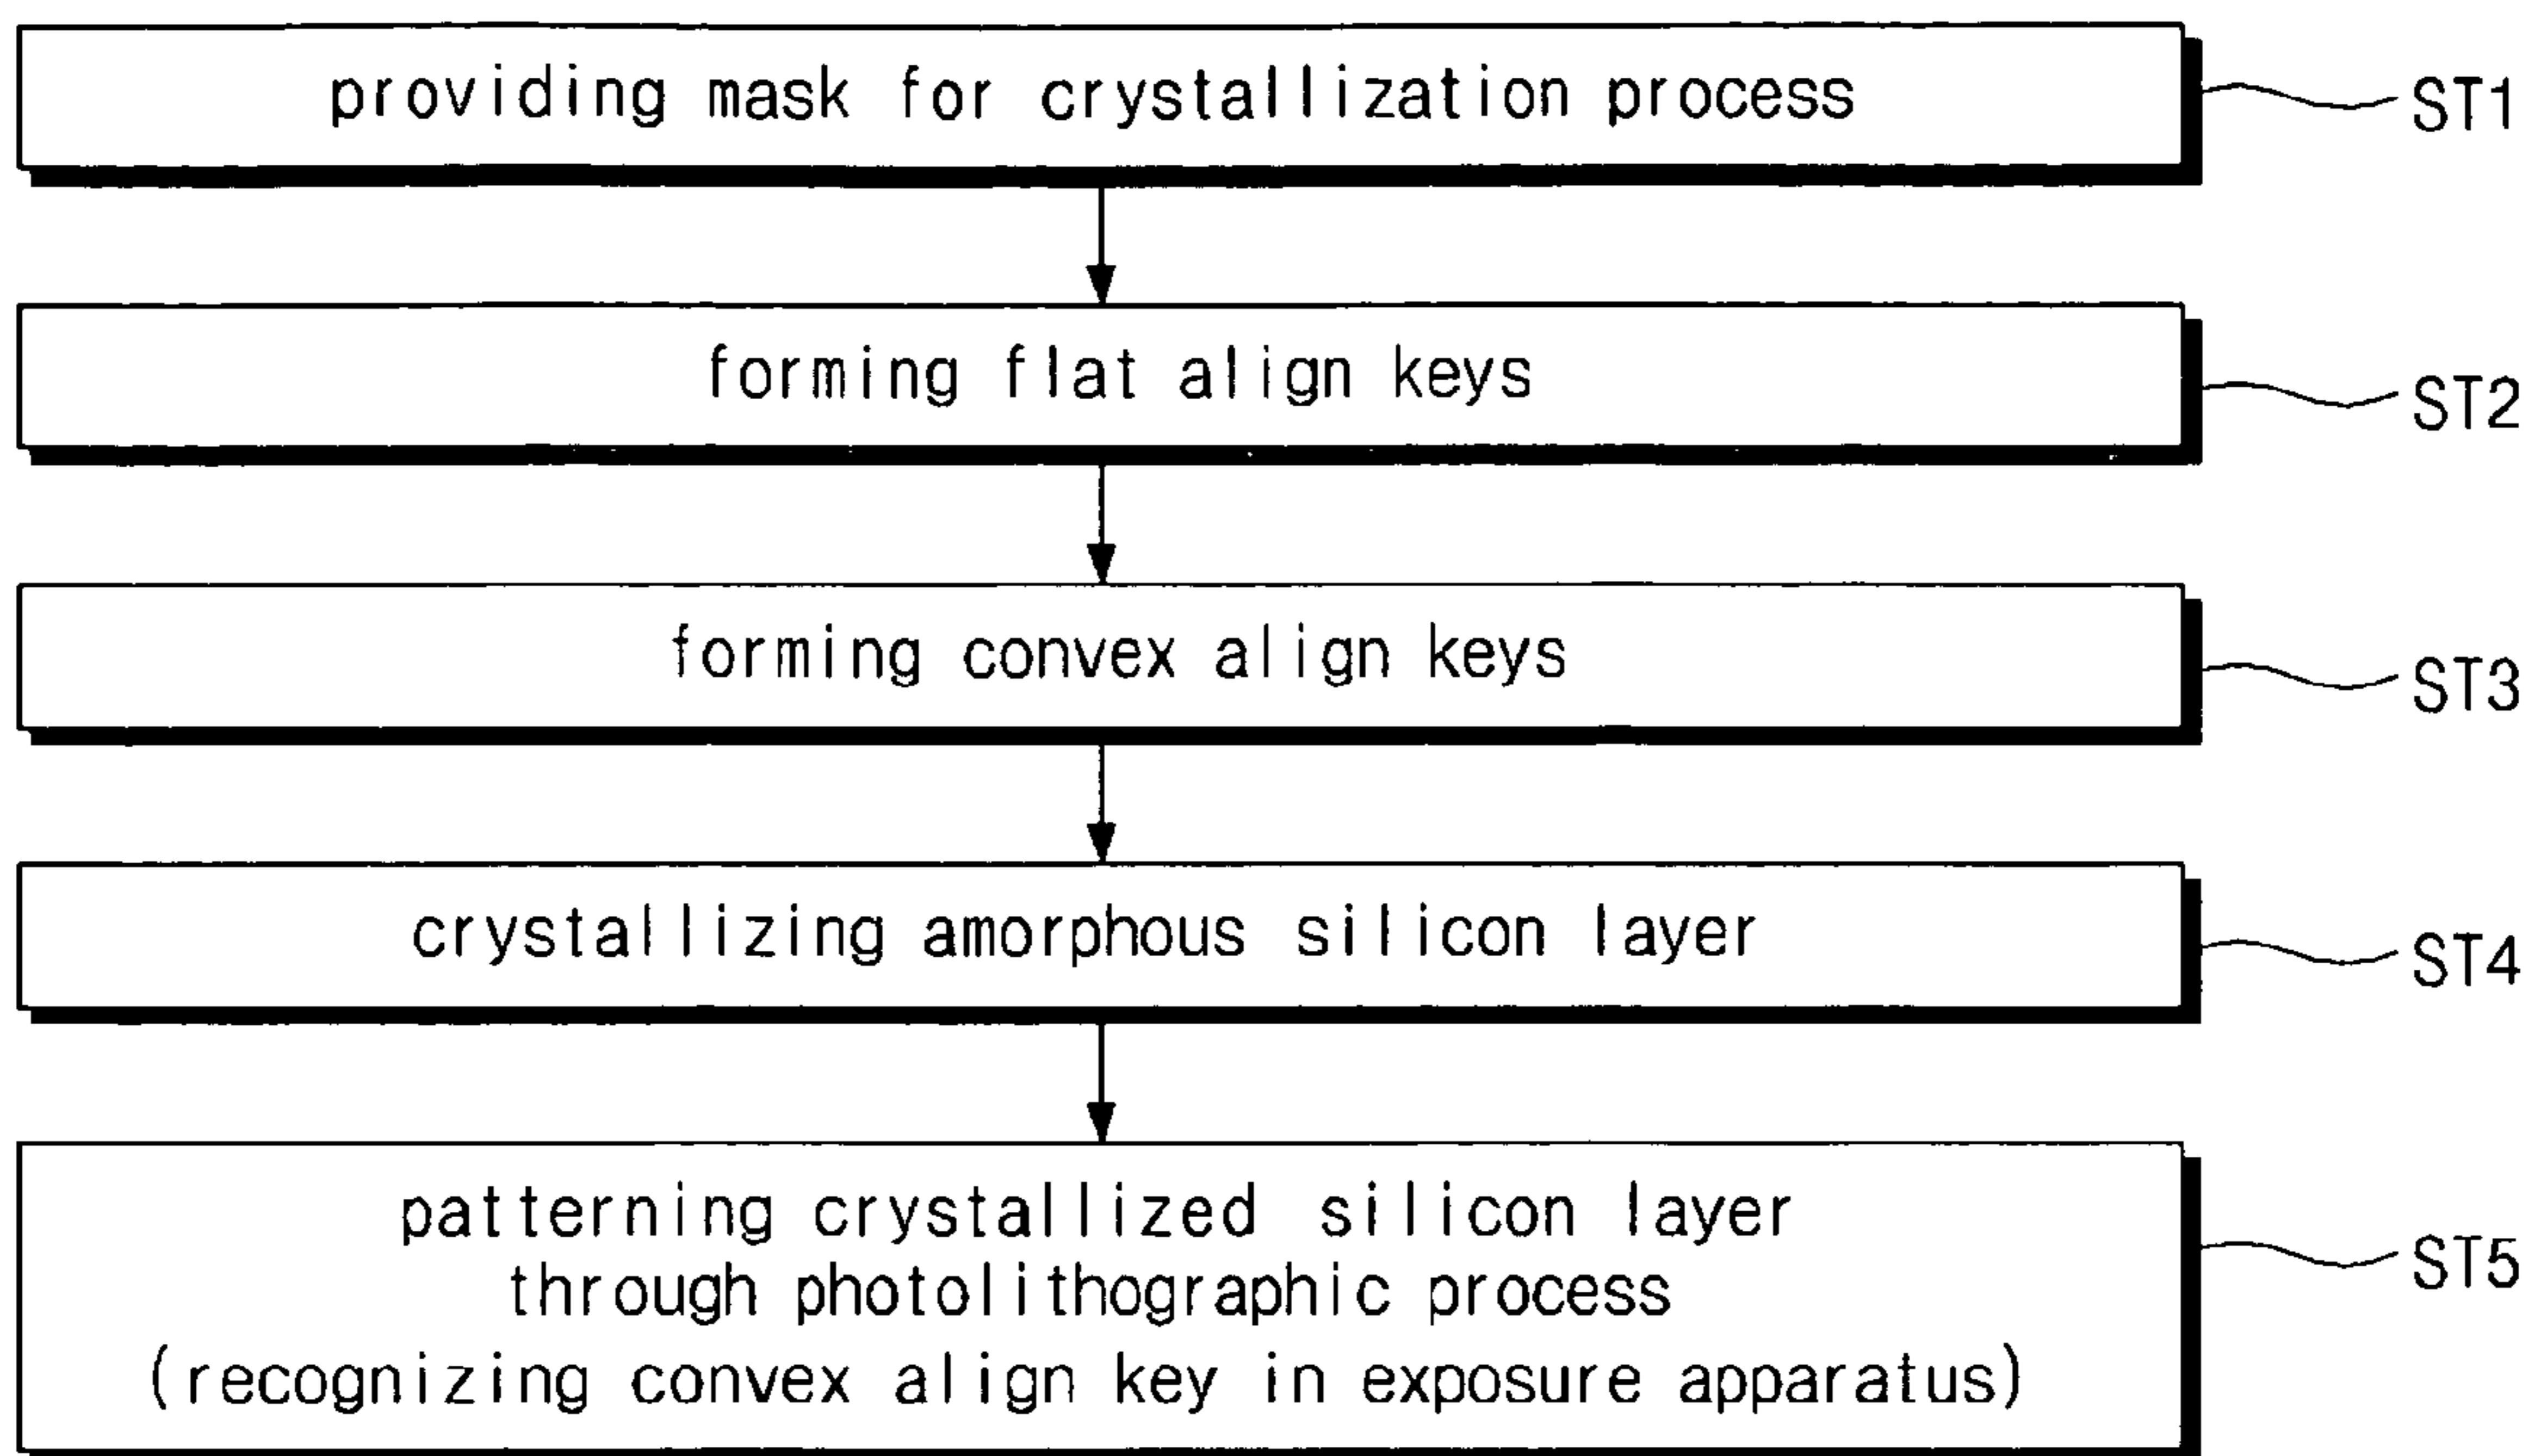 providing mask for crystallization process
ST1
forming flat align keys
ST2
forming convex align keys
ST3
crystallizing amorphous silicon layer
ST4
patterning crystallized silicon layer
through photolithographic process
(recognizing convex align key in exposure apparatus)
ST5